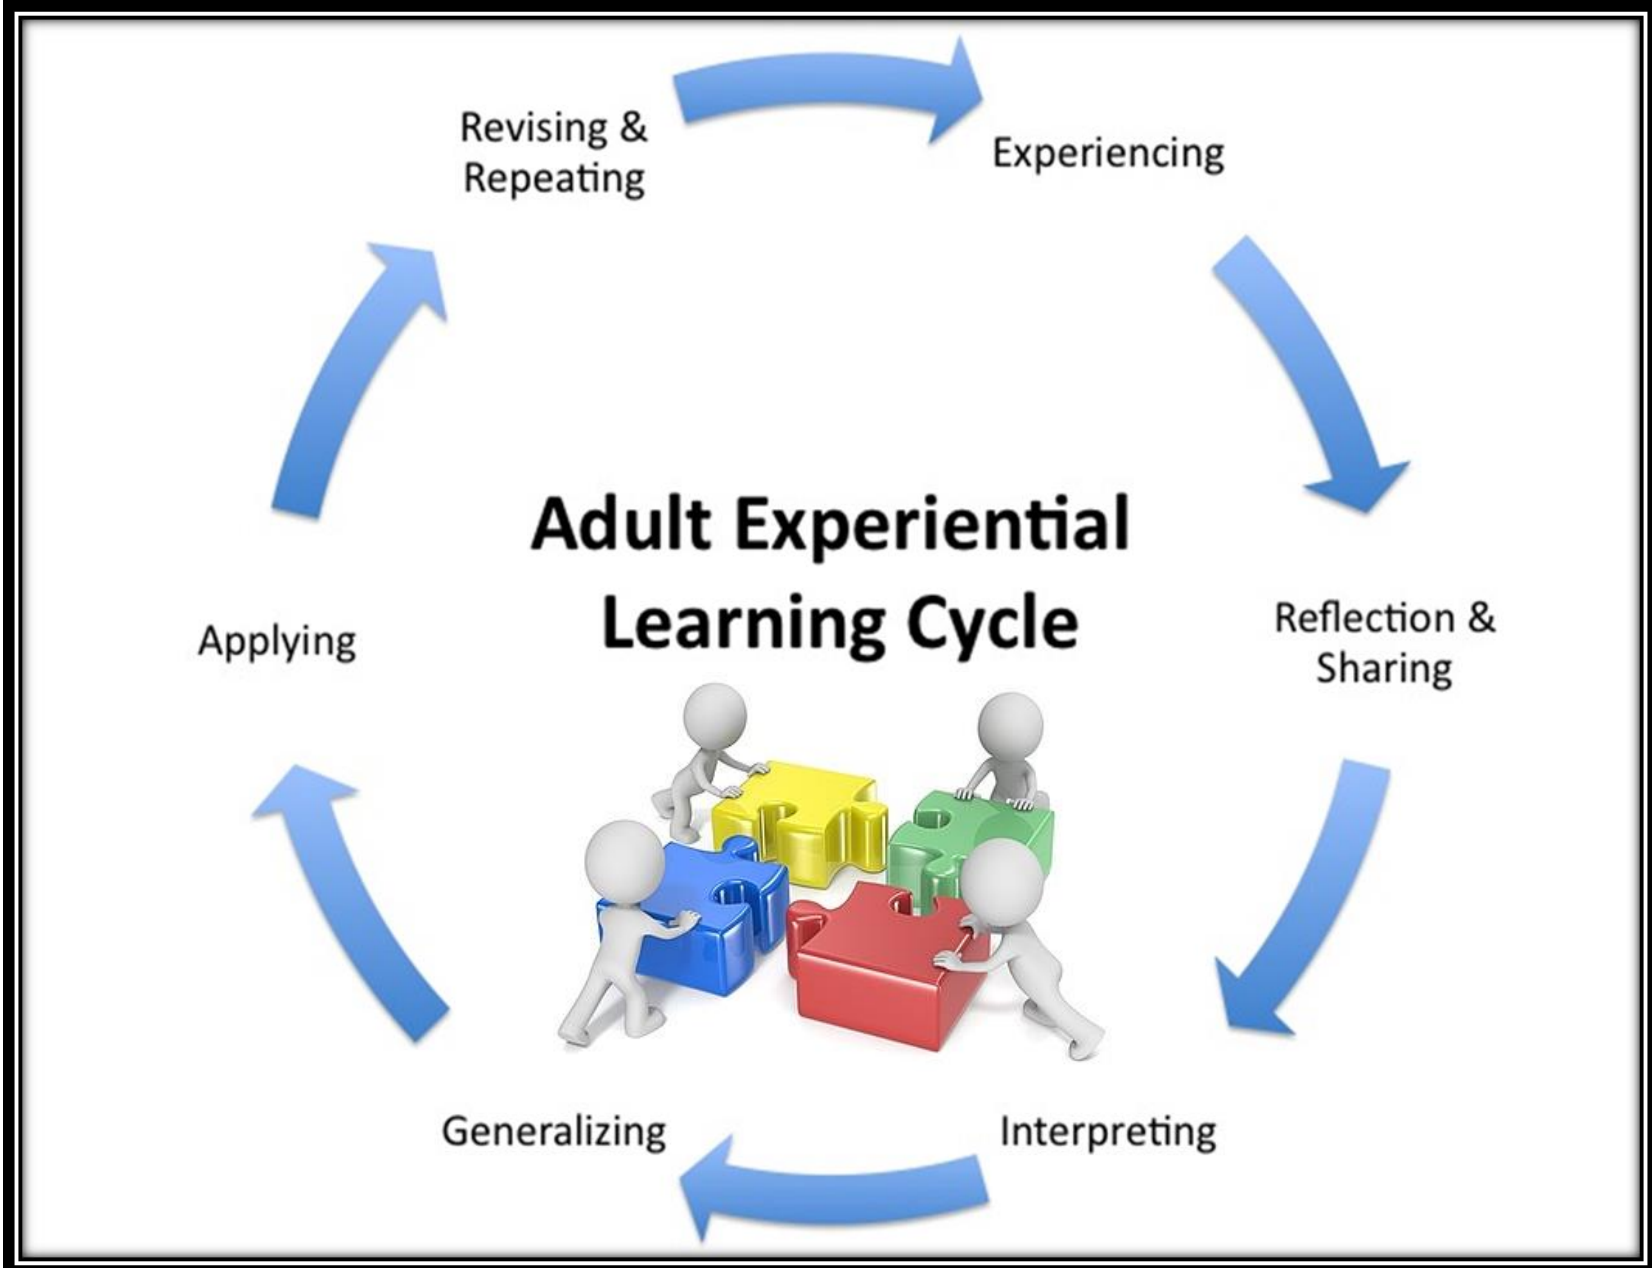 Adult Experiential
Learning Cycle
Experiencing
Reflection &
Sharing
Interpreting
Generalizing
Applying
Revising &
Repeating